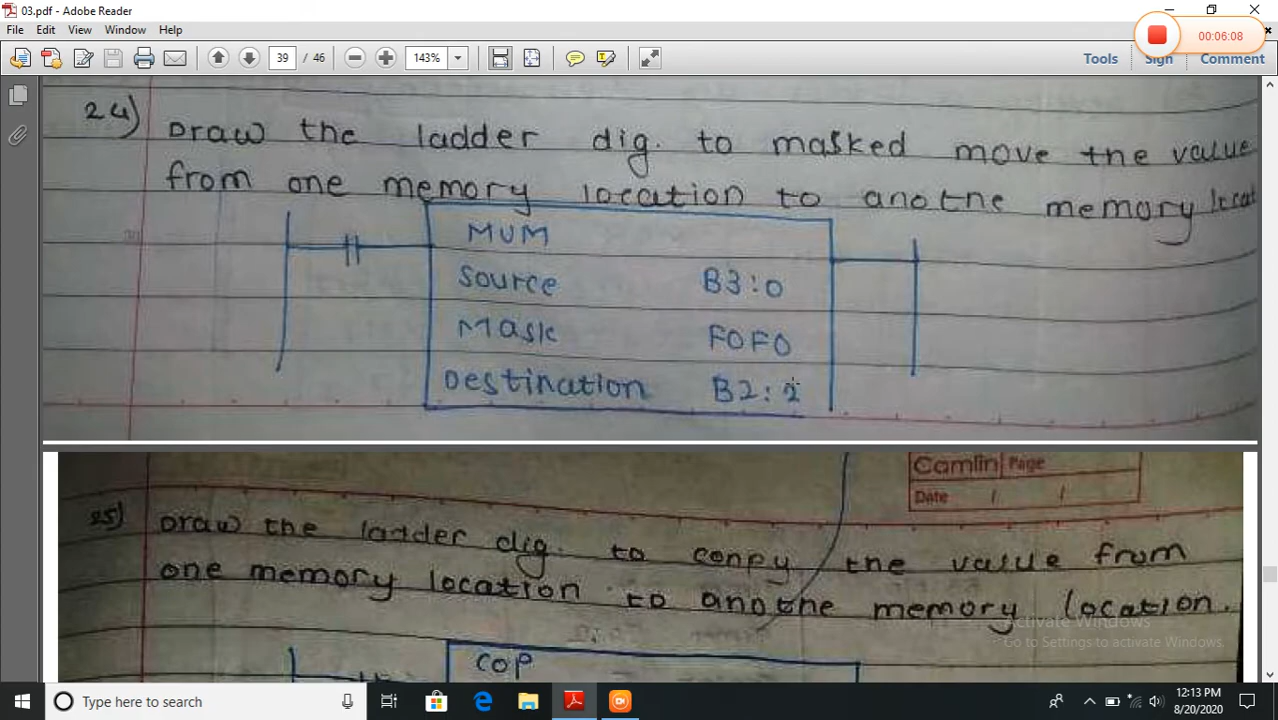 03.pdf - Adobe Reader
File Edit View Window Help
00:06:08
39 / 46 143%
Tools Sign Comment
24) Draw the ladder dig. to masked move the value
from one memory location to anothe memory locat
MVM
Source B3:0
Mask F0F0
Destination B2:2
Camlin Page
Date / /
25) Draw the ladder dig. to conpy the value from
one memory location to anothe memory location.
Activate Windows
Go to Settings to activate Windows.
COP
Type here to search
12:13 PM
8/20/2020